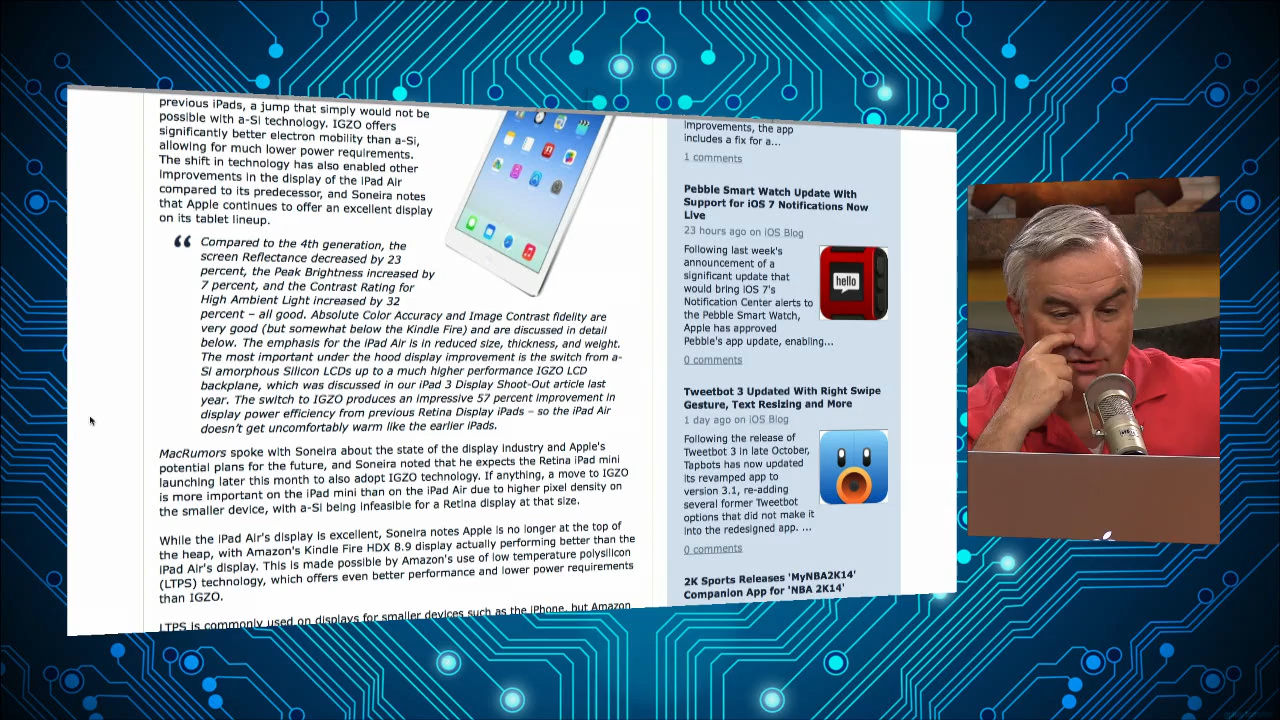 previous iPads, a jump that simply would not be
possible with a-Si technology. IGZO offers
significantly better electron mobility than a-Si,
allowing for much lower power requirements.
The shift in technology has also enabled other
improvements in the display of the iPad Air
compared to its predecessor, and Soneira notes
that Apple continues to offer an excellent display
on its tablet lineup.
“ Compared to the 4th generation, the
screen Reflectance decreased by 23
percent, the Peak Brightness increased by
7 percent, and the Contrast Rating for
High Ambient Light increased by 32
percent – all good. Absolute Color Accuracy and Image Contrast fidelity are
very good (but somewhat below the Kindle Fire) and are discussed in detail
below. The emphasis for the iPad Air is in reduced size, thickness, and weight.
The most important under the hood display improvement is the switch from a-
Si amorphous Silicon LCDs up to a much higher performance IGZO LCD
backplane, which was discussed in our iPad 3 Display Shoot-Out article last
year. The switch to IGZO produces an impressive 57 percent improvement in
display power efficiency from previous Retina Display iPads – so the iPad Air
doesn’t get uncomfortably warm like the earlier iPads.
MacRumors spoke with Soneira about the state of the display industry and Apple's
potential plans for the future, and Soneira noted that he expects the Retina iPad mini
launching later this month to also adopt IGZO technology. If anything, a move to IGZO
is more important on the iPad mini than on the iPad Air due to higher pixel density on
the smaller device, with a-Si being infeasible for a Retina display at that size.
While the iPad Air's display is excellent, Soneira notes Apple is no longer at the top of
the heap, with Amazon's Kindle Fire HDX 8.9 display actually performing better than the
iPad Air's display. This is made possible by Amazon's use of low temperature polysilicon
(LTPS) technology, which offers even better performance and lower power requirements
than IGZO.
LTPS is commonly used on displays for smaller devices such as the iPhone, but Amazon
improvements, the app
includes a fix for a...
1 comments
Pebble Smart Watch Update With
Support for iOS 7 Notifications Now
Live
23 hours ago on iOS Blog
Following last week's
announcement of a
significant update that
would bring iOS 7's
Notification Center alerts to
the Pebble Smart Watch,
Apple has approved
Pebble's app update, enabling...
hello
0 comments
Tweetbot 3 Updated With Right Swipe
Gesture, Text Resizing and More
1 day ago on iOS Blog
Following the release of
Tweetbot 3 in late October,
Tapbots has now updated
its revamped app to
version 3.1, re-adding
several former Tweetbot
options that did not make it
into the redesigned app. ...
0 comments
2K Sports Releases 'MyNBA2K14'
Companion App for 'NBA 2K14'